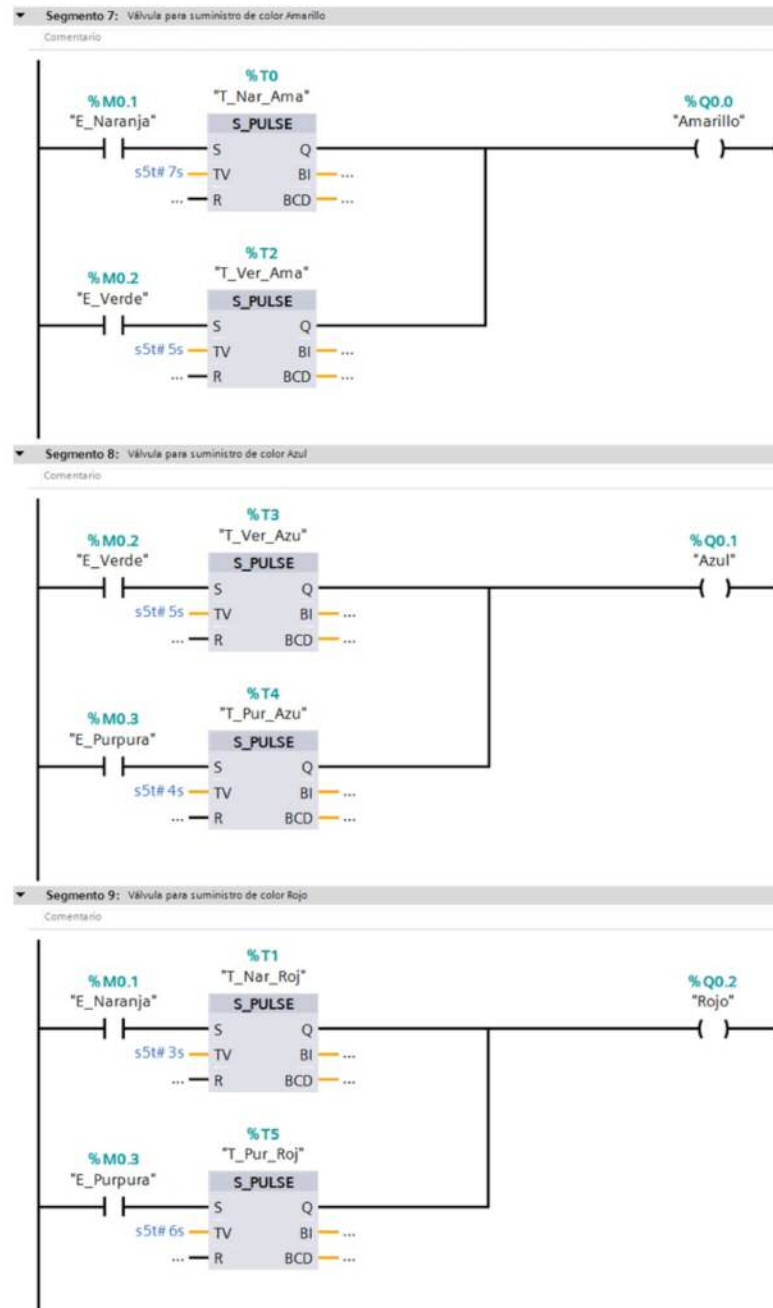 Segmento 7: Válvula para suministro de color Amarillo
Comentario
%T0
"T_Nar_Ama"
%M0.1
"E_Naranja"
S_PULSE
%Q0.0
"Amarillo"
S Q
s5t#7s TV BI ...
... R BCD ...
%T2
"T_Ver_Ama"
%M0.2
"E_Verde"
S_PULSE
S Q
s5t#5s TV BI ...
... R BCD ...
Segmento 8: Válvula para suministro de color Azul
Comentario
%T3
"T_Ver_Azu"
%M0.2
"E_Verde"
S_PULSE
%Q0.1
"Azul"
S Q
s5t#5s TV BI ...
... R BCD ...
%T4
"T_Pur_Azu"
%M0.3
"E_Purpura"
S_PULSE
S Q
s5t#4s TV BI ...
... R BCD ...
Segmento 9: Válvula para suministro de color Rojo
Comentario
%T1
"T_Nar_Roj"
%M0.1
"E_Naranja"
S_PULSE
%Q0.2
"Rojo"
S Q
s5t#3s TV BI ...
... R BCD ...
%T5
"T_Pur_Roj"
%M0.3
"E_Purpura"
S_PULSE
S Q
s5t#6s TV BI ...
... R BCD ...